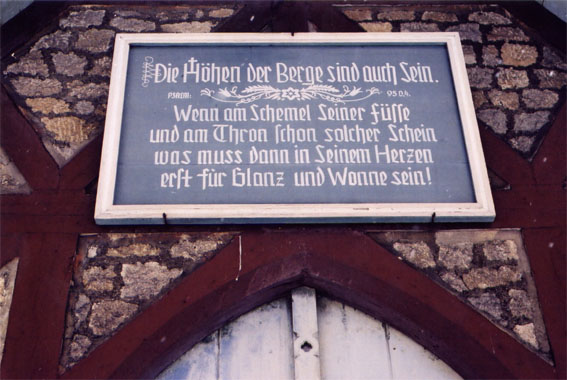 Die Höhen der Berge sind auch Sein.
PSALM: 95 V.4.
Wenn am Schemel Seiner Füſſe
und am Thron ſchon ſolcher Schein
was muss dann in Seinem Herzen
erſt für Glanz und Wonne sein!